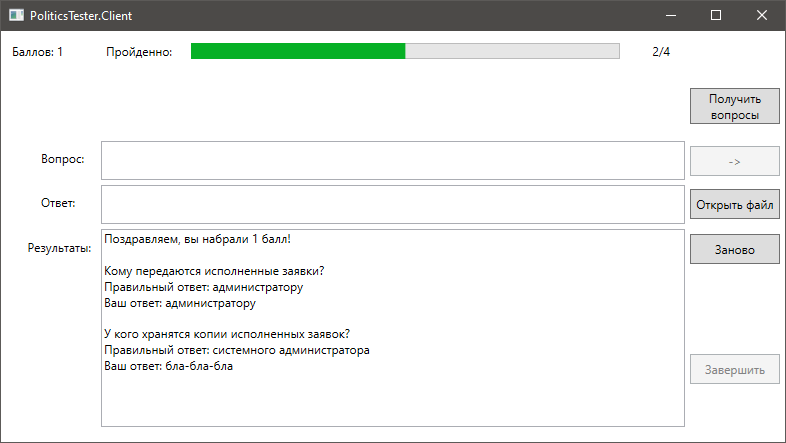 PoliticsTester.Client
Баллов: 1 Пройденно: 2/4
Получить
вопросы
Вопрос:
->
Ответ:
Открыть файл
Результаты:
Заново
Поздравляем, вы набрали 1 балл!
Кому передаются исполненные заявки?
Правильный ответ: администратору
Ваш ответ: администратору
У кого хранятся копии исполненных заявок?
Правильный ответ: системного администратора
Ваш ответ: бла-бла-бла
Завершить